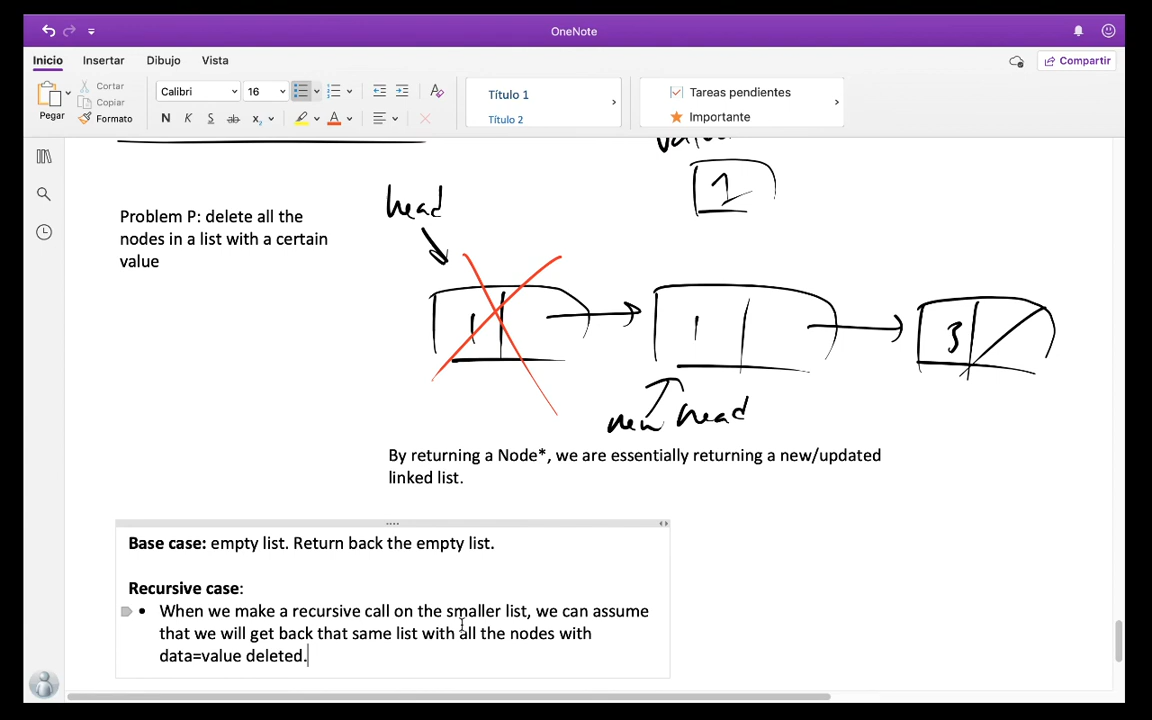 OneNote
Inicio Insertar Dibujo Vista Compartir
Pegar Cortar Copiar Formato
Calibri 16
N K S ab x₂ A
Título 1
Título 2
Tareas pendientes
Importante
1
head
Problem P: delete all the
nodes in a list with a certain
value
1 1 3
new head
By returning a Node*, we are essentially returning a new/updated
linked list.
Base case: empty list. Return back the empty list.
Recursive case:
• When we make a recursive call on the smaller list, we can assume
that we will get back that same list with all the nodes with
data=value deleted.